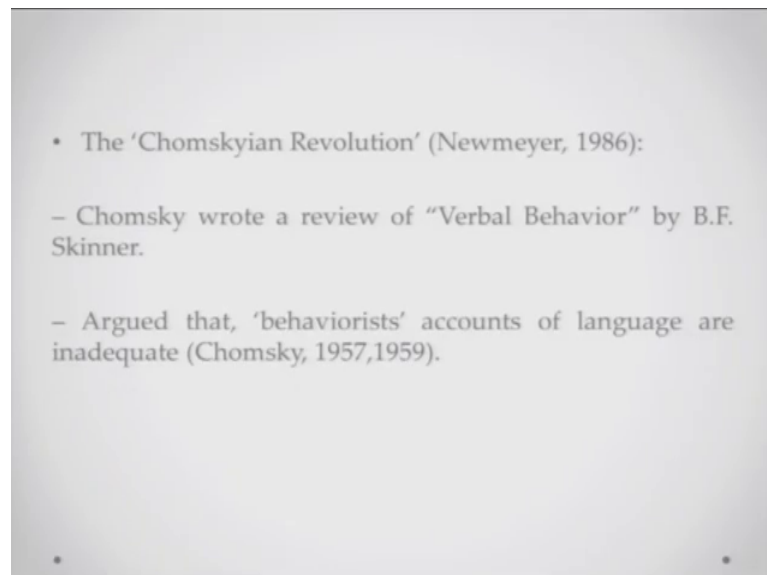 • The ‘Chomskyian Revolution’ (Newmeyer, 1986):
– Chomsky wrote a review of “Verbal Behavior” by B.F.
Skinner.
– Argued that, ‘behaviorists’ accounts of language are
inadequate (Chomsky, 1957,1959).